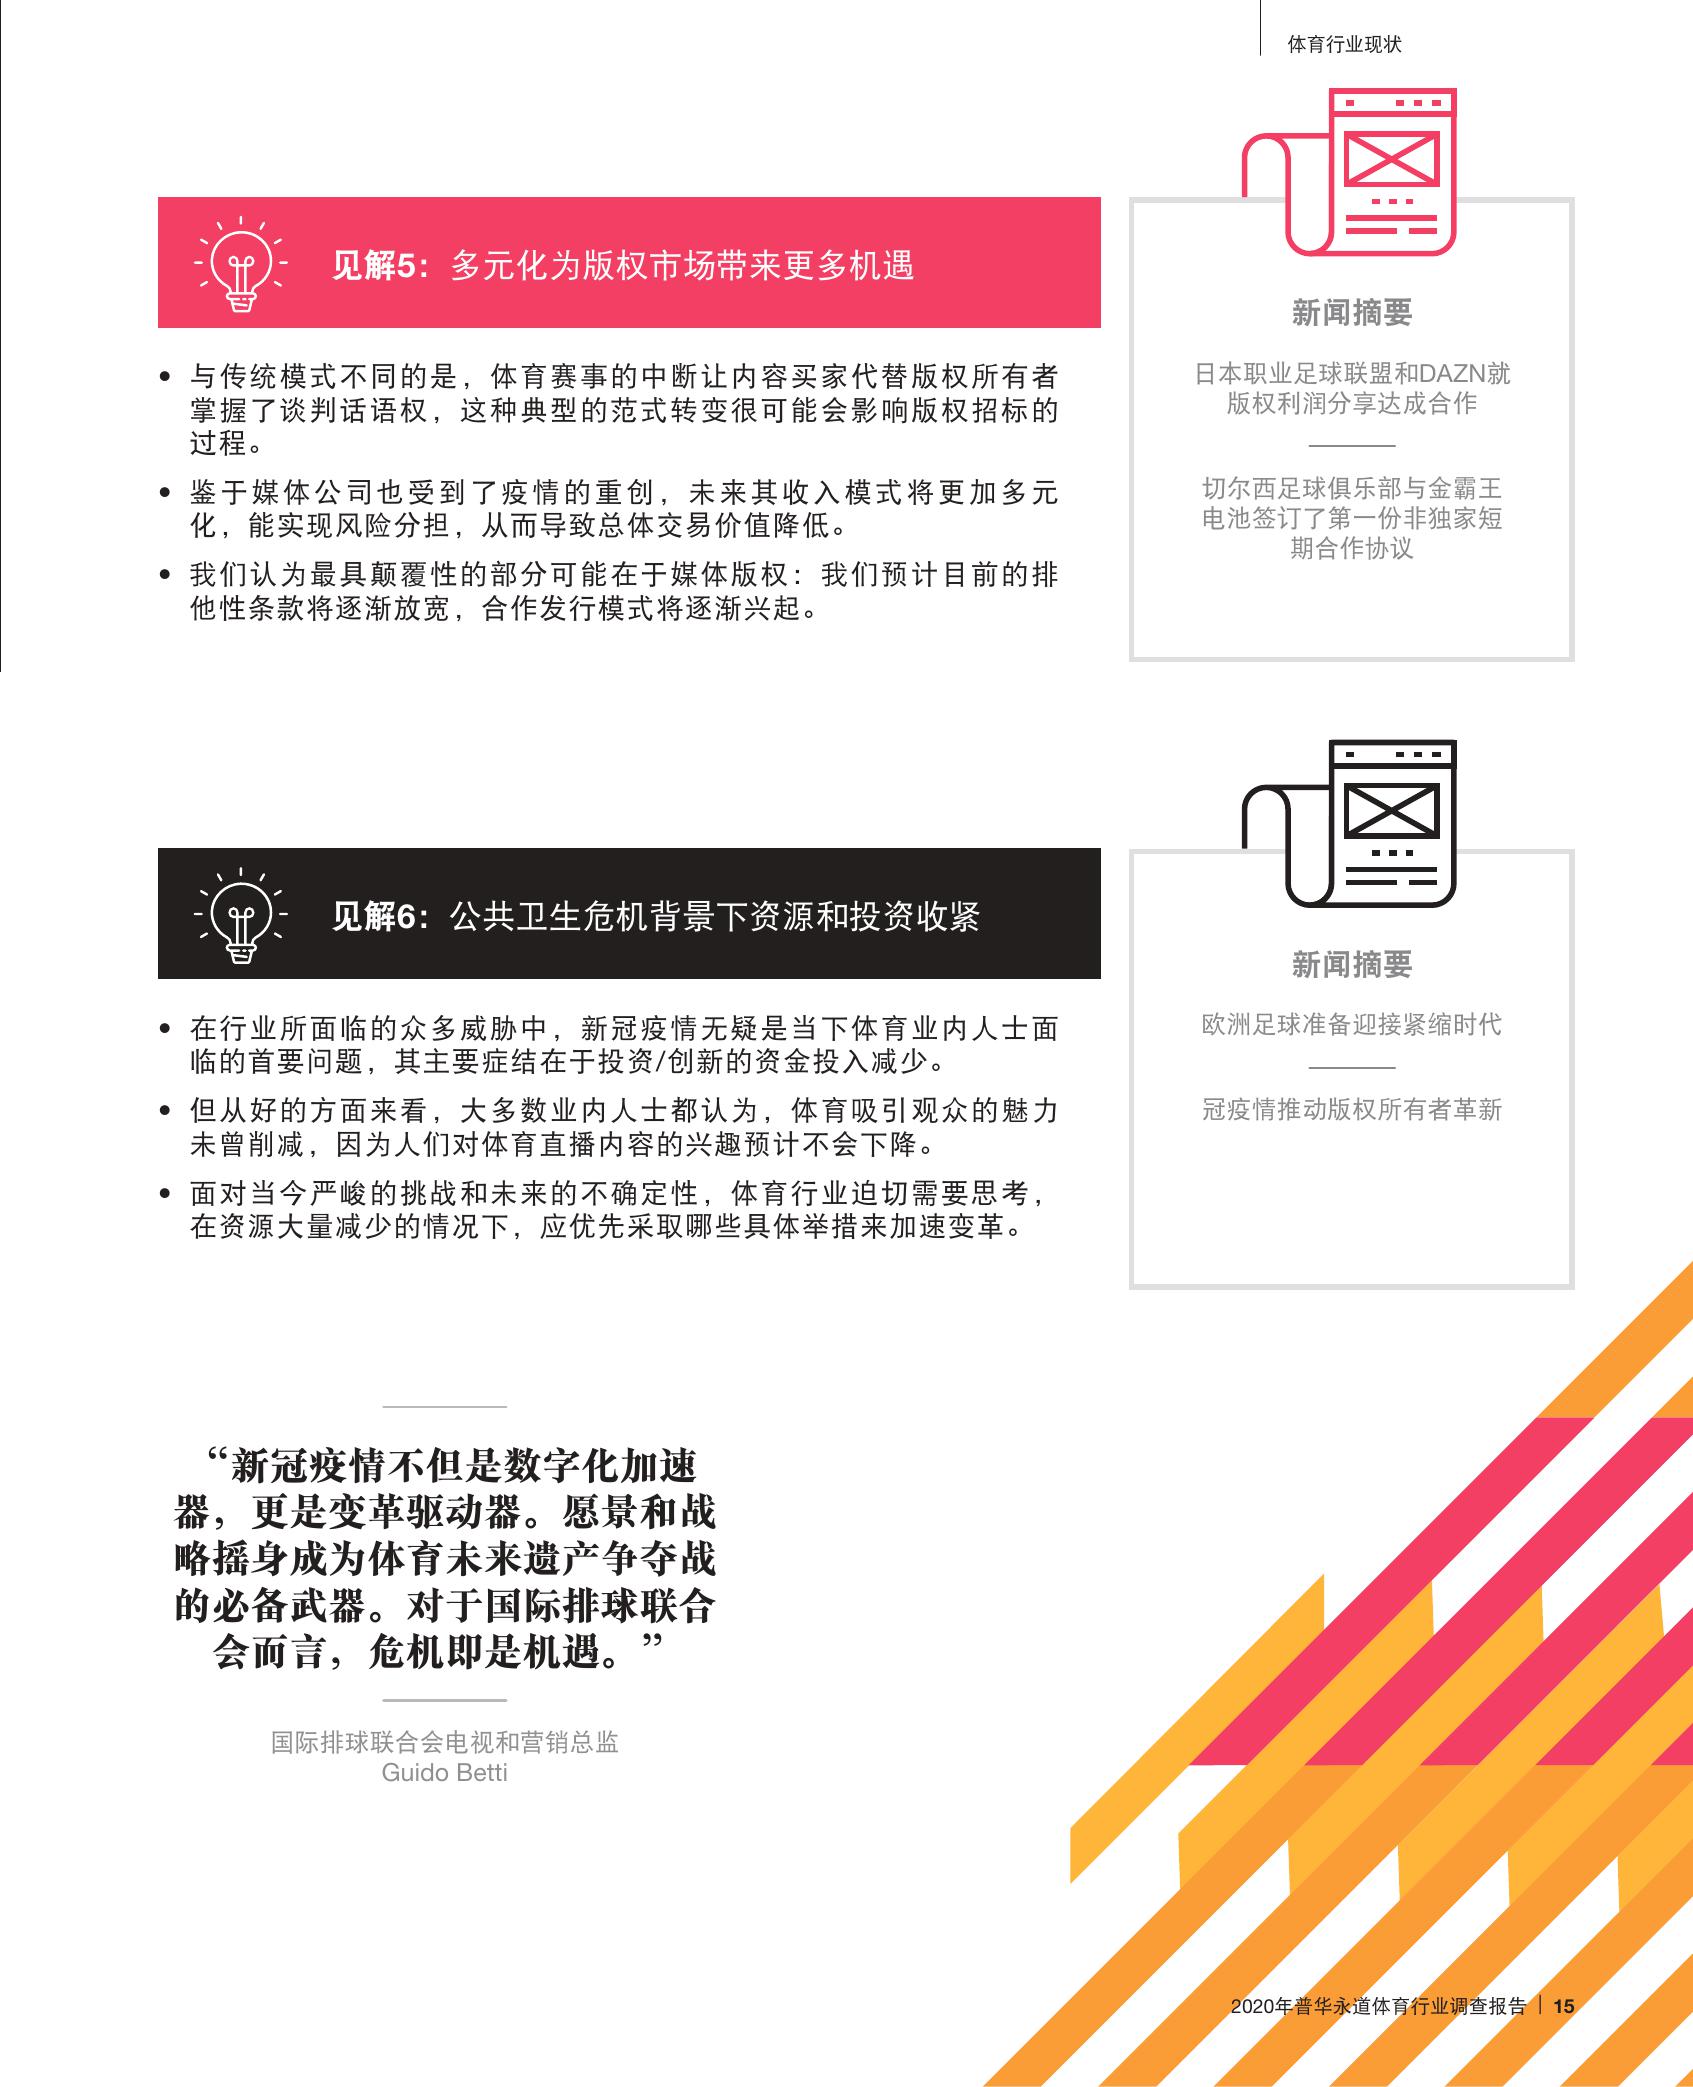 体育行业现状
见解5：多元化为版权市场带来更多机遇
• 与传统模式不同的是，体育赛事的中断让内容买家代替版权所有者
掌握了谈判话语权，这种典型的范式转变很可能会影响版权招标的
过程。
• 鉴于媒体公司也受到了疫情的重创，未来其收入模式将更加多元
化，能实现风险分担，从而导致总体交易价值降低。
• 我们认为最具颠覆性的部分可能在于媒体版权：我们预计目前的排
他性条款将逐渐放宽，合作发行模式将逐渐兴起。
新闻摘要
日本职业足球联盟和DAZN就
版权利润分享达成合作
切尔西足球俱乐部与金霸王
电池签订了第一份非独家短
期合作协议
见解6：公共卫生危机背景下资源和投资收紧
• 在行业所面临的众多威胁中，新冠疫情无疑是当下体育业内人士面
临的首要问题，其主要症结在于投资/创新的资金投入减少。
• 但从好的方面来看，大多数业内人士都认为，体育吸引观众的魅力
未曾削减，因为人们对体育直播内容的兴趣预计不会下降。
• 面对当今严峻的挑战和未来的不确定性，体育行业迫切需要思考，
在资源大量减少的情况下，应优先采取哪些具体举措来加速变革。
新闻摘要
欧洲足球准备迎接紧缩时代
冠疫情推动版权所有者革新
“新冠疫情不但是数字化加速
器，更是变革驱动器。愿景和战
略摇身成为体育未来遗产争夺战
的必备武器。对于国际排球联合
会而言，危机即是机遇。”
国际排球联合会电视和营销总监
Guido Betti
2020年普华永道体育行业调查报告 | 15